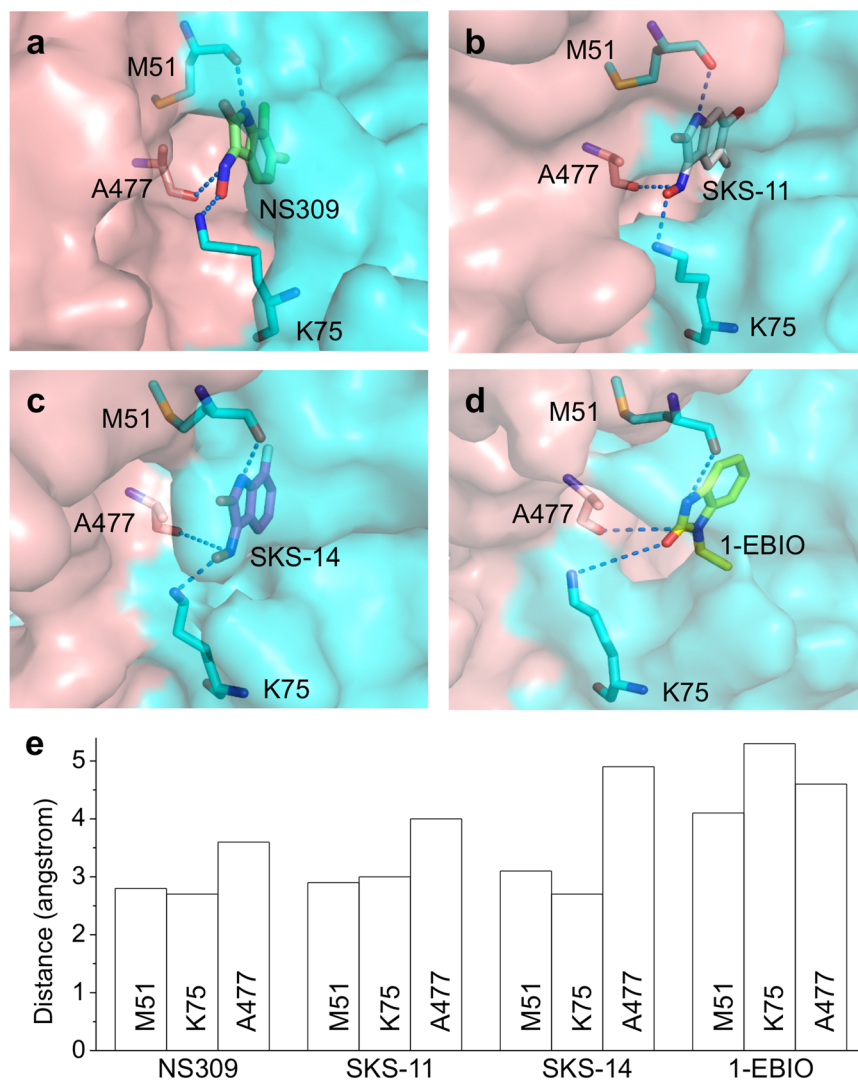 a
M51
A477
NS309
K75
b
M51
A477
SKS-11
K75
c
M51
A477
SKS-14
K75
d
M51
A477
1-EBIO
K75
e
Distance (angstrom)
5
4
3
2
1
0
M51 K75 A477 M51 K75 A477 M51 K75 A477 M51 K75 A477
NS309 SKS-11 SKS-14 1-EBIO